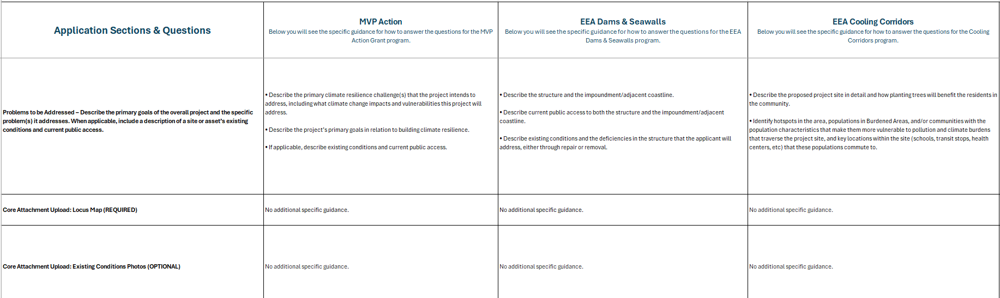 Application Sections & Questions
MVP Action
Below you will see the specific guidance for how to answer the questions for the MVP
Action Grant program.
EEA Dams & Seawalls
Below you will see the specific guidance for how to answer the questions for the EEA
Dams & Seawalls program.
EEA Cooling Corridors
Below you will see the specific guidance for how to answer the questions for the Cooling
Corridors program.
Problems to be Addressed – Describe the primary goals of the overall project and the specific
problem(s) it addresses. When applicable, include a description of a site or asset's existing
conditions and current public access.
• Describe the primary climate resilience challenge(s) that the project intends to
address, including what climate change impacts and vulnerabilities this project will
address.
• Describe the project's primary goals in relation to building climate resilience.
• If applicable, describe existing conditions and current public access.
• Describe the structure and the impoundment/adjacent coastline.
• Describe current public access to both the structure and the impoundment/adjacent
coastline.
• Describe existing conditions and the deficiencies in the structure that the applicant will
address, either through repair or removal.
• Describe the proposed project site in detail and how planting trees will benefit the residents in
the community.
• Identify hotspots in the area, populations in Burdened Areas, and/or communities with the
population characteristics that make them more vulnerable to pollution and climate burdens
that traverse the project site, and key locations within the site (schools, transit stops, health
centers, etc) that these populations commute to.
Core Attachment Upload: Locus Map (REQUIRED)
No additional specific guidance.
No additional specific guidance.
No additional specific guidance.
Core Attachment Upload: Existing Conditions Photos (OPTIONAL)
No additional specific guidance.
No additional specific guidance.
No additional specific guidance.